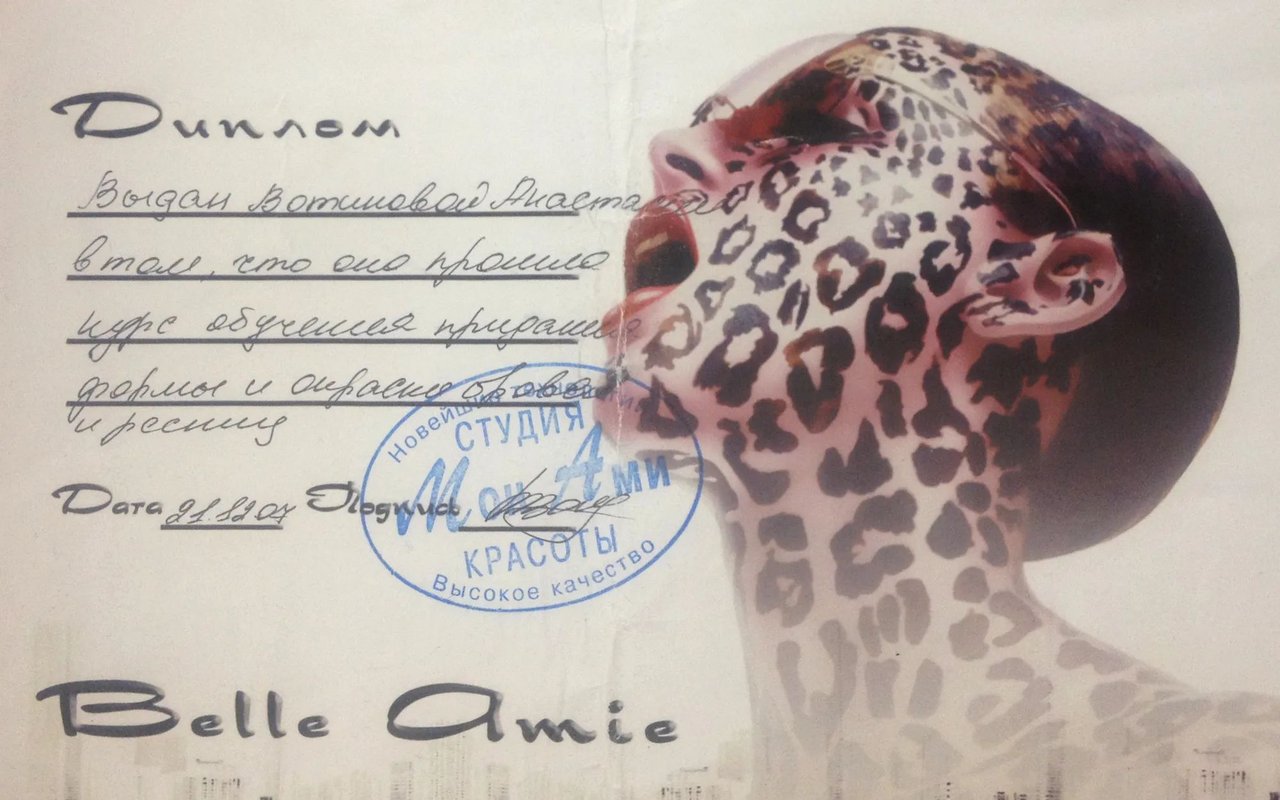 Диплом
Выдан Вотиновой Анастасии
в том, что она прошла
курс обучения придания
формы и окраске бровей
и ресниц
Дата 21.12.07 Подпись
Новейшие технологии
СТУДИЯ
Мон Ами
КРАСОТЫ
Высокое качество
Belle Amie